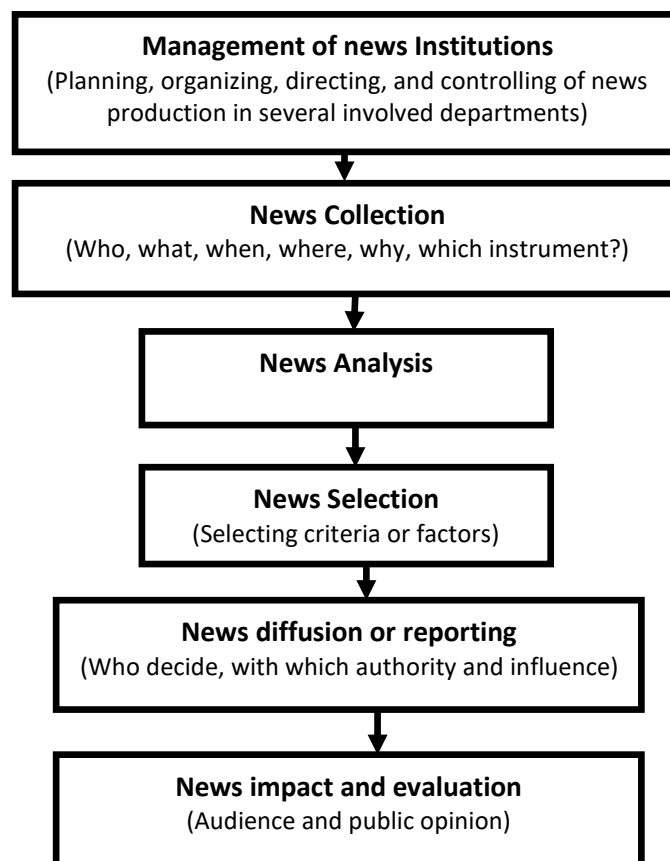 Management of news Institutions
(Planning, organizing, directing, and controlling of news
production in several involved departments)
News Collection
(Who, what, when, where, why, which instrument?)
News Analysis
News Selection
(Selecting criteria or factors)
News diffusion or reporting
(Who decide, with which authority and influence)
News impact and evaluation
(Audience and public opinion)